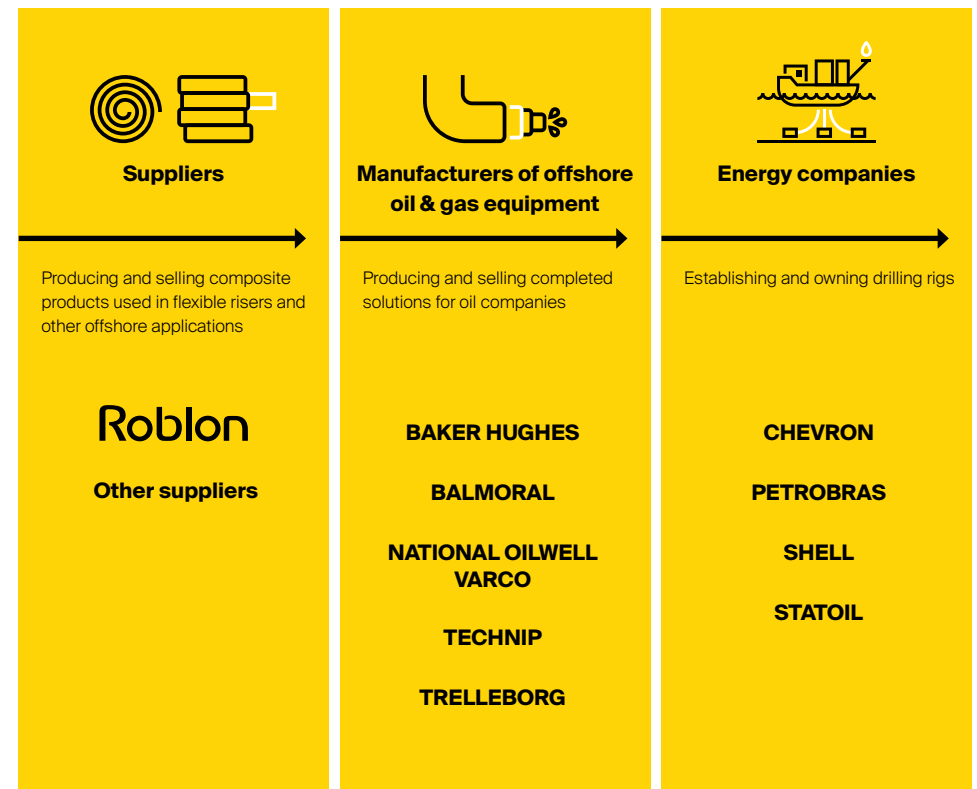 Suppliers
Producing and selling composite
products used in flexible risers and
other offshore applications
Roblon
Other suppliers
Manufacturers of offshore
oil & gas equipment
Producing and selling completed
solutions for oil companies
BAKER HUGHES
BALMORAL
NATIONAL OILWELL
VARCO
TECHNIP
TRELLEBORG
Energy companies
Establishing and owning drilling rigs
CHEVRON
PETROBRAS
SHELL
STATOIL